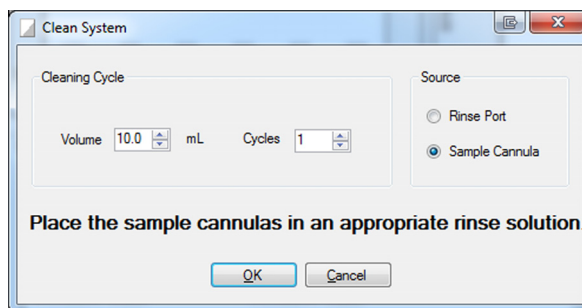 Clean System
Cleaning Cycle
Volume 10.0 mL Cycles 1
Source
Rinse Port
Sample Cannula
Place the sample cannulas in an appropriate rinse solution.
OK Cancel